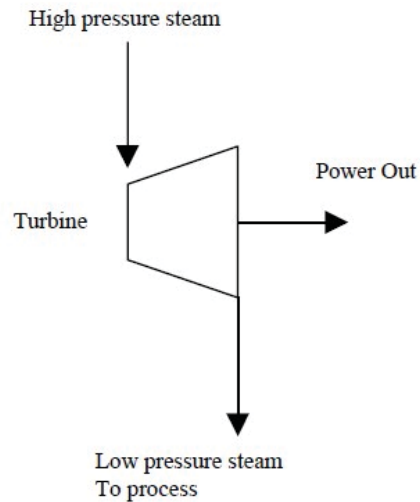 High pressure steam
Power Out
Turbine
Low pressure steam
To process